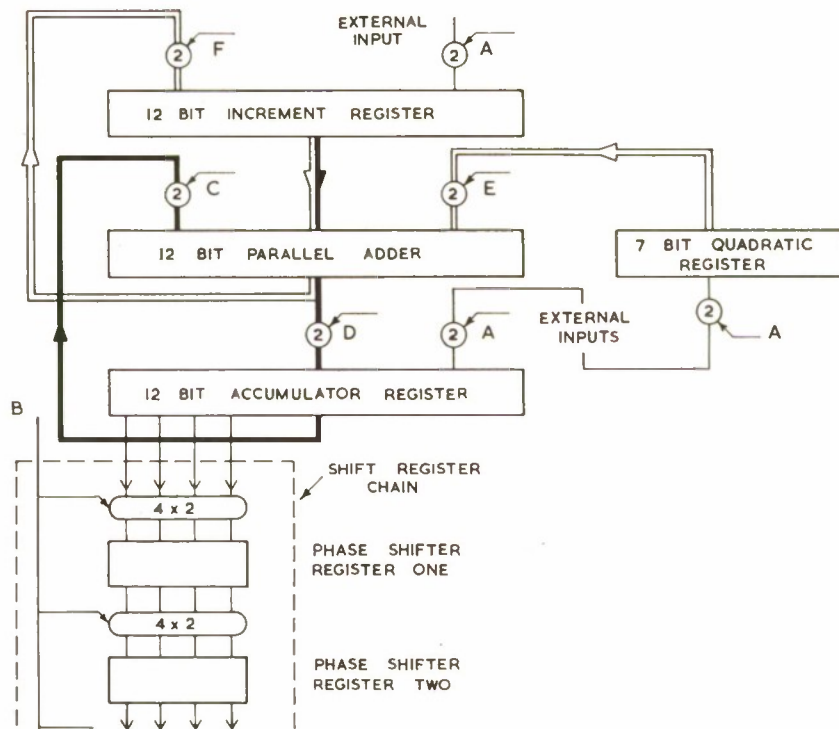 EXTERNAL
INPUT
2
F
2
A
12 BIT INCREMENT REGISTER
2
C
2
E
12 BIT PARALLEL ADDER
7 BIT QUADRATIC
REGISTER
2
D
2
A
EXTERNAL
INPUTS
2
A
12 BIT ACCUMULATOR REGISTER
B
SHIFT REGISTER
CHAIN
4 x 2
PHASE SHIFTER
REGISTER ONE
4 x 2
PHASE SHIFTER
REGISTER TWO